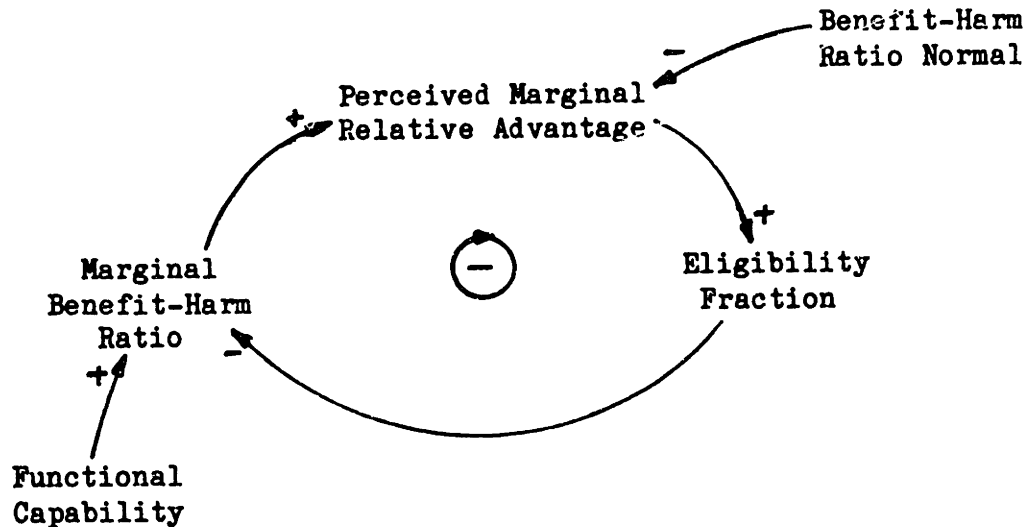 Benefit-Harm
Ratio Normal
-
Perceived Marginal
Relative Advantage
+
+
-
Marginal
Benefit-Harm
Ratio
Eligibility
Fraction
-
+
Functional
Capability